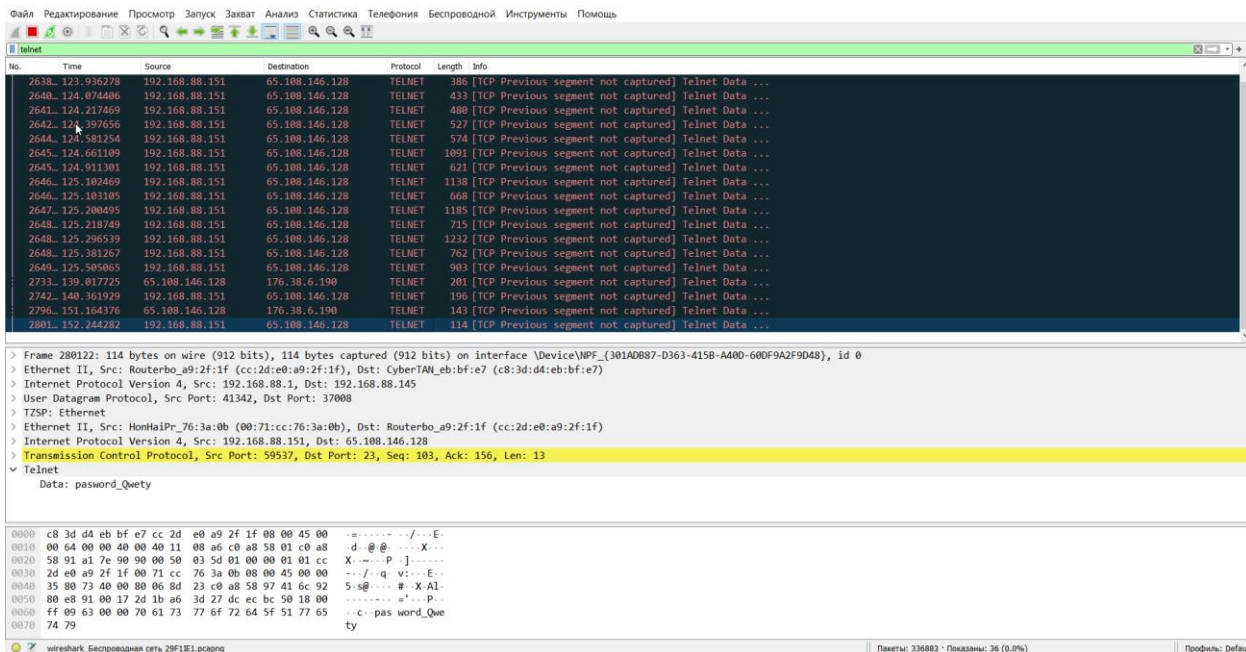 Файл Редактирование Просмотр Запуск Захват Анализ Статистика Телефония Беспроводной Инструменты Помощь
telnet
No. Time Source Destination Protocol Length Info
2638… 123.936278 192.168.88.151 65.108.146.128 TELNET 386 [TCP Previous segment not captured] Telnet Data ...
2640… 124.074406 192.168.88.151 65.108.146.128 TELNET 433 [TCP Previous segment not captured] Telnet Data ...
2641… 124.217469 192.168.88.151 65.108.146.128 TELNET 480 [TCP Previous segment not captured] Telnet Data ...
2642… 124.397656 192.168.88.151 65.108.146.128 TELNET 527 [TCP Previous segment not captured] Telnet Data ...
2644… 124.581254 192.168.88.151 65.108.146.128 TELNET 574 [TCP Previous segment not captured] Telnet Data ...
2645… 124.661109 192.168.88.151 65.108.146.128 TELNET 1091 [TCP Previous segment not captured] Telnet Data ...
2645… 124.911301 192.168.88.151 65.108.146.128 TELNET 621 [TCP Previous segment not captured] Telnet Data ...
2646… 125.102469 192.168.88.151 65.108.146.128 TELNET 1138 [TCP Previous segment not captured] Telnet Data ...
2646… 125.103105 192.168.88.151 65.108.146.128 TELNET 668 [TCP Previous segment not captured] Telnet Data ...
2647… 125.200495 192.168.88.151 65.108.146.128 TELNET 1185 [TCP Previous segment not captured] Telnet Data ...
2648… 125.218749 192.168.88.151 65.108.146.128 TELNET 715 [TCP Previous segment not captured] Telnet Data ...
2648… 125.296539 192.168.88.151 65.108.146.128 TELNET 1232 [TCP Previous segment not captured] Telnet Data ...
2648… 125.381267 192.168.88.151 65.108.146.128 TELNET 762 [TCP Previous segment not captured] Telnet Data ...
2649… 125.505065 192.168.88.151 65.108.146.128 TELNET 903 [TCP Previous segment not captured] Telnet Data ...
2733… 139.017725 65.108.146.128 176.38.6.190 TELNET 201 [TCP Previous segment not captured] Telnet Data ...
2742… 140.361929 192.168.88.151 65.108.146.128 TELNET 196 [TCP Previous segment not captured] Telnet Data ...
2796… 151.164376 65.108.146.128 176.38.6.190 TELNET 143 [TCP Previous segment not captured] Telnet Data ...
2801… 152.244282 192.168.88.151 65.108.146.128 TELNET 114 [TCP Previous segment not captured] Telnet Data ...
> Frame 280122: 114 bytes on wire (912 bits), 114 bytes captured (912 bits) on interface \Device\NPF_{301ADB87-D363-415B-A40D-60DF9A2F9D48}, id 0
> Ethernet II, Src: Routerbo_a9:2f:1f (cc:2d:e0:a9:2f:1f), Dst: CyberTAN_eb:bf:e7 (c8:3d:d4:eb:bf:e7)
> Internet Protocol Version 4, Src: 192.168.88.1, Dst: 192.168.88.145
> User Datagram Protocol, Src Port: 41342, Dst Port: 37008
> TZSP: Ethernet
> Ethernet II, Src: HonHaiPr_76:3a:0b (00:71:cc:76:3a:0b), Dst: Routerbo_a9:2f:1f (cc:2d:e0:a9:2f:1f)
> Internet Protocol Version 4, Src: 192.168.88.151, Dst: 65.108.146.128
> Transmission Control Protocol, Src Port: 59537, Dst Port: 23, Seq: 103, Ack: 156, Len: 13
Telnet
Data: pasword_Qwety
0000 c8 3d d4 eb bf e7 cc 2d e0 a9 2f 1f 08 00 45 00 ·=·····- ··/···E·
0010 00 64 00 00 40 00 40 11 08 a6 c0 a8 58 01 c0 a8 ·d··@·@· ····X···
0020 58 91 a1 7e 90 90 00 50 03 5d 01 00 00 01 01 cc X··~···P ·]······
0030 2d e0 a9 2f 1f 00 71 cc 76 3a 0b 08 00 45 00 00 -··/··q· v:···E··
0040 35 80 73 40 00 80 06 8d 23 c0 a8 58 97 41 6c 92 5·s@···· #··X·Al·
0050 80 e8 91 00 17 2d 1b a6 3d 27 dc ec bc 50 18 00 ·····-·· ='···P··
0060 ff 09 63 00 00 70 61 73 77 6f 72 64 5f 51 77 65 ··c··pas word_Qwe
0070 74 79 ty
wireshark_Беспроводная сеть 29F1IE1.pcapng Пакеты: 336883 · Показаны: 36 (0.0%) Профиль: Defau